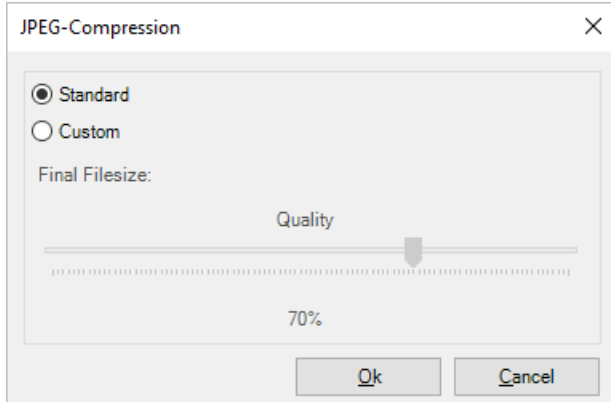 JPEG-Compression
Standard
Custom
Final Filesize:
Quality
70%
Ok Cancel